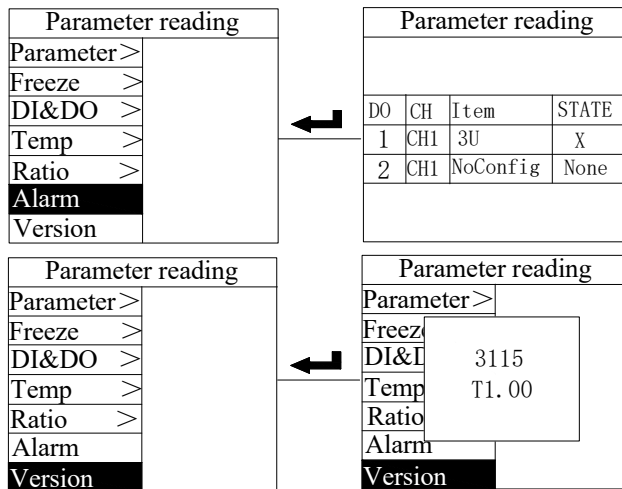 Parameter reading
Parameter >
Freeze >
DI&DO >
Temp >
Ratio >
Alarm
Version
Parameter reading
DO CH Item STATE
1 CH1 3U X
2 CH1 NoConfig None
Parameter reading
Parameter >
Freeze >
DI&DO >
Temp >
Ratio >
Alarm
Version
Parameter reading
Parameter >
Freez
DI&D
Temp
Ratio
Alarm
Version
3115
T1.00